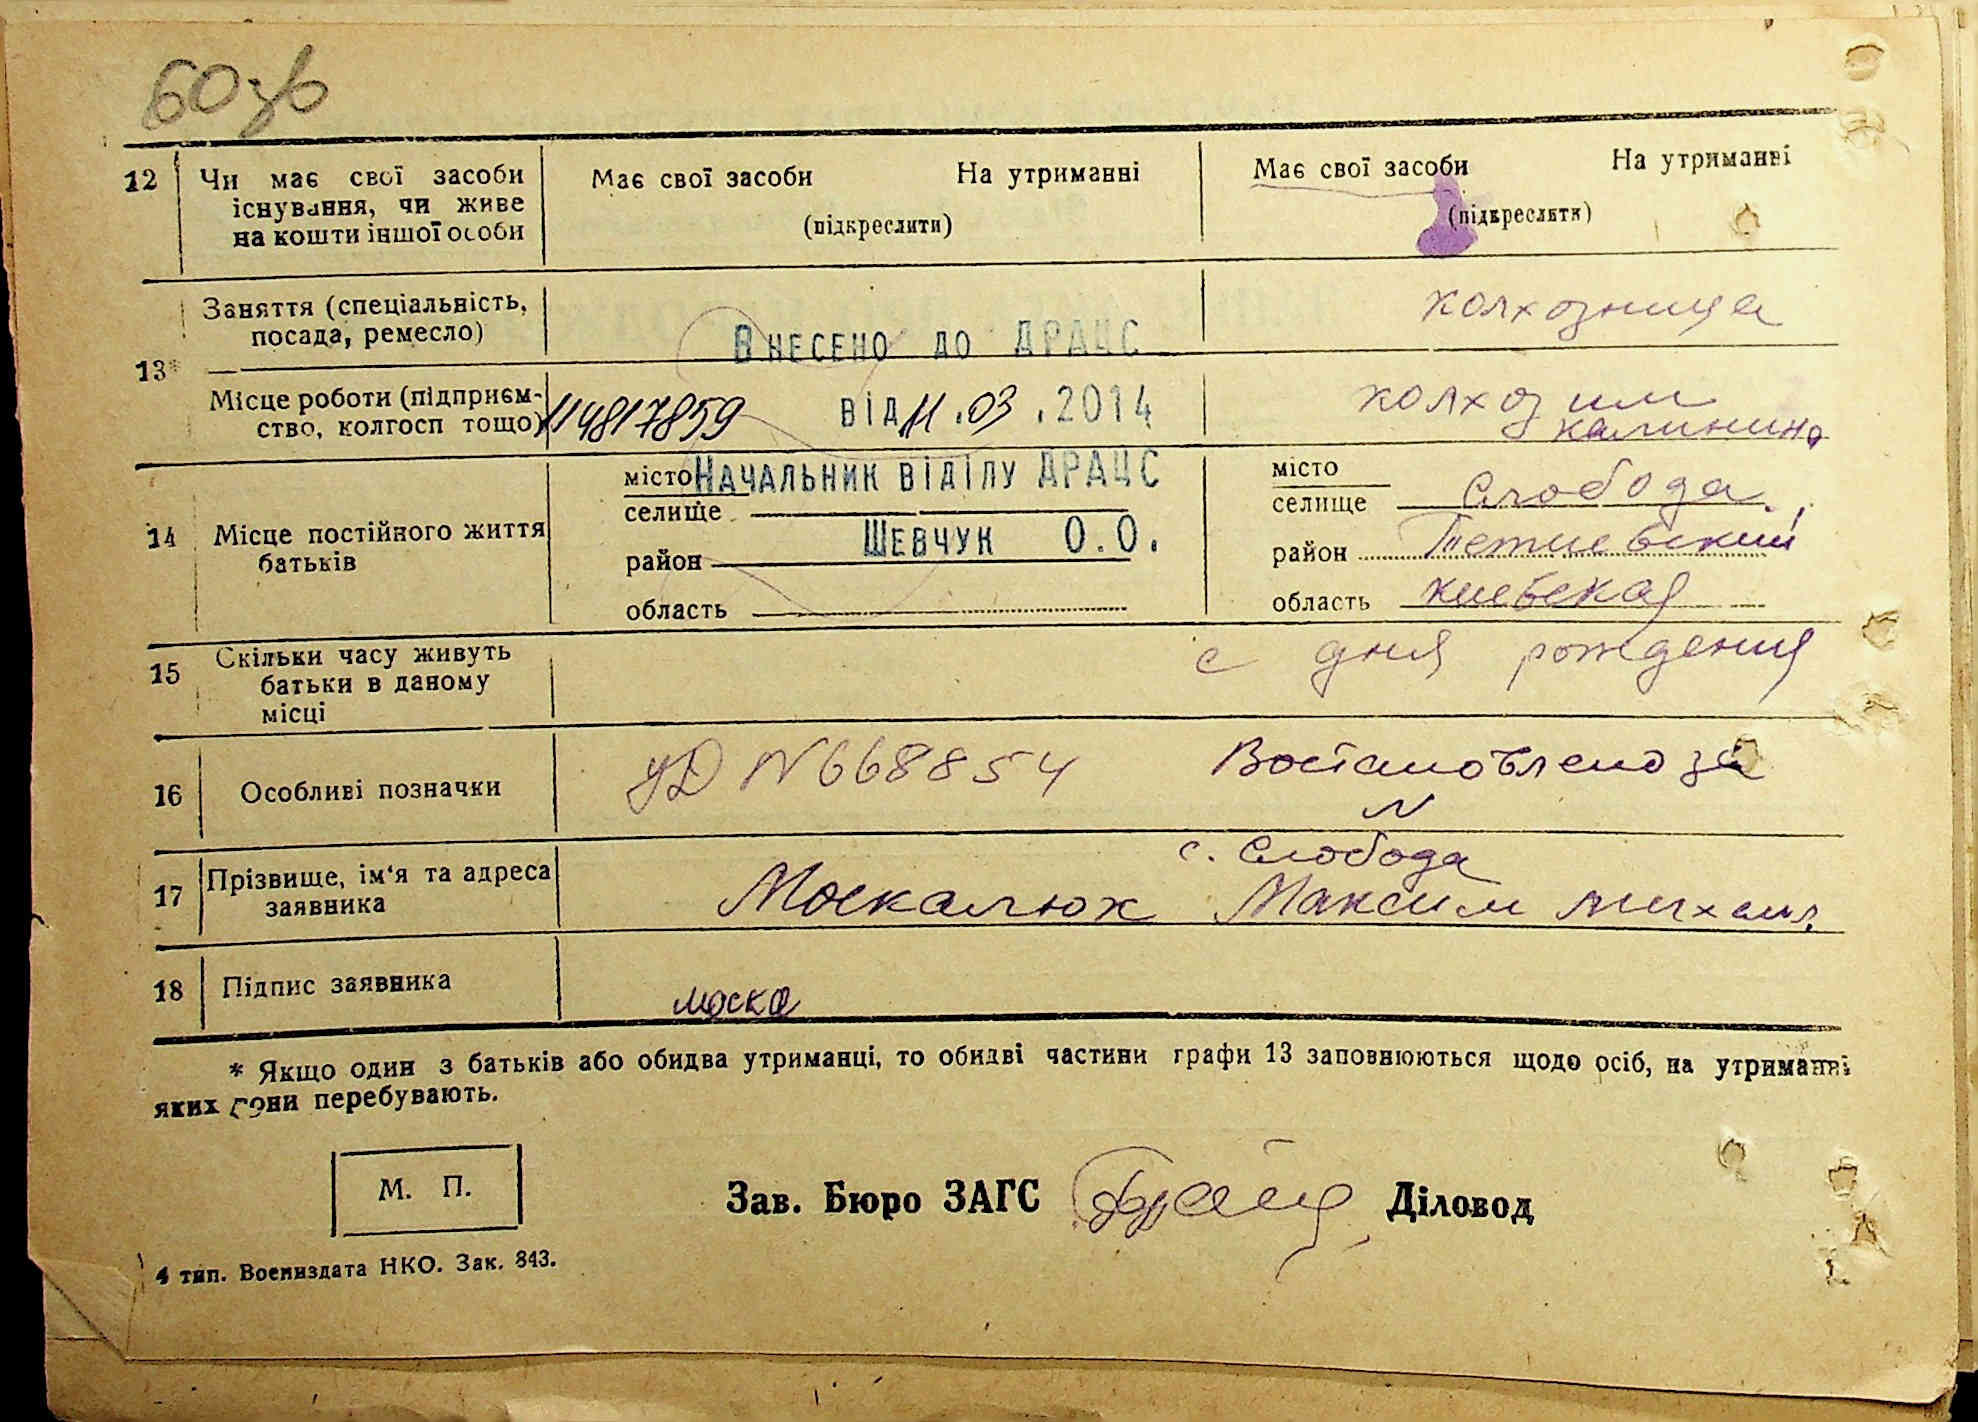 60зв
12 Чи має свої засоби існування, чи живе на кошти іншої особи
Має свої засоби На утриманні
(підкреслити)
Має свої засоби На утриманні
(підкреслити)
13* Заняття (спеціальність, посада, ремесло)
колхозница
Внесено до ДРАЦС
Місце роботи (підприєм-
ство, колгосп тощо)
114817859 від 11.03.2014
колхоз им
калинина
14 Місце постійного життя батьків
місто
Начальник відділу ДРАЦС
селище
Шевчук О.О.
район
область
місто
селище Слобода
район Тетиевский
область Киевская
15 Скільки часу живуть
батьки в даному
місці
с дня рождения
16 Особливі позначки
УД N 668854 Востановлено за
N
17 Прізвище, ім'я та адреса
заявника
с. Слобода
Москалюк Максим михаил.
18 Підпис заявника
моска
* Якщо один з батьків або обидва утриманці, то обидві частини графи 13 заповнюються щодо осіб, на утриманні
яких вони перебувають.
М. П.
Зав. Бюро ЗАГС Діловод
4 тип. Воениздата НКО. Зак. 843.